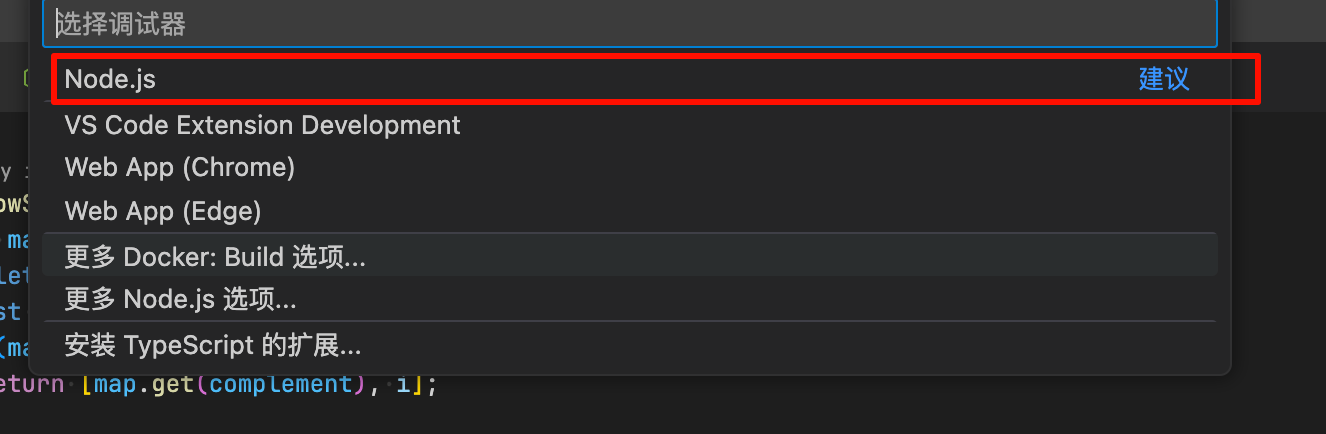 选择调试器
Node.js 建议
VS Code Extension Development
Web App (Chrome)
Web App (Edge)
更多 Docker: Build 选项...
更多 Node.js 选项...
安装 TypeScript 的扩展...
eturn [map.get(complement), i];